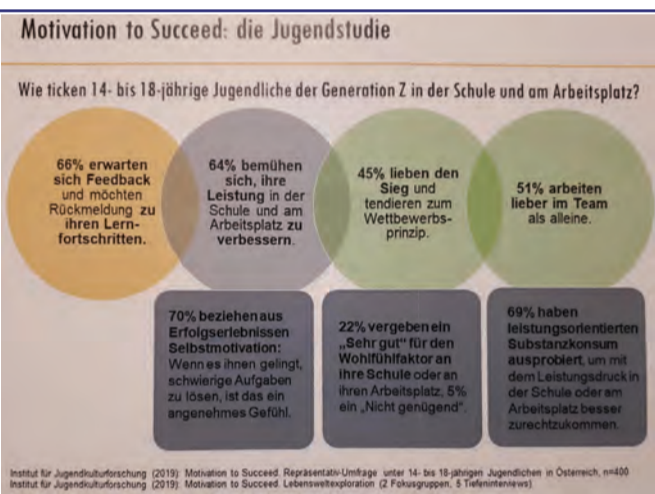 Motivation to Succeed: die Jugendstudie
Wie ticken 14- bis 18-jährige Jugendliche der Generation Z in der Schule und am Arbeitsplatz?
66% erwarten
sich Feedback
und möchten
Rückmeldung zu
ihren Lern-
fortschritten.
64% bemühen
sich, ihre
Leistung in der
Schule und am
Arbeitsplatz zu
verbessern.
45% lieben den
Sieg und
tendieren zum
Wettbewerbs-
prinzip.
51% arbeiten
lieber im Team
als alleine.
70% beziehen aus
Erfolgserlebnissen
Selbstmotivation:
Wenn es ihnen gelingt,
schwierige Aufgaben
zu lösen, ist das ein
angenehmes Gefühl.
22% vergeben ein
„Sehr gut“ für den
Wohlfühlfaktor an
ihre Schule oder an
ihren Arbeitsplatz, 5%
ein „Nicht genügend“.
69% haben
leistungsorientierten
Substanzkonsum
ausprobiert, um mit
dem Leistungsdruck in
der Schule oder am
Arbeitsplatz besser
zurechtzukommen.
Institut für Jugendkulturforschung (2019): Motivation to Succeed. Repräsentativ-Umfrage unter 14- bis 18-jährigen Jugendlichen in Österreich, n=400
Institut für Jugendkulturforschung (2019): Motivation to Succeed. Lebensweltexploration (2 Fokusgruppen, 5 Tiefeninterviews)